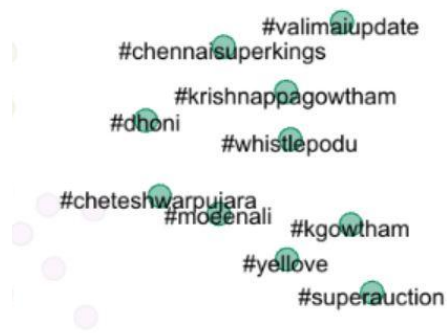 #valimaiupdate
#chennaisuperkings
#krishnappagowtham
#dhoni
#whistlepodu
#cheteshwarpujara
#moeenali
#kgowtham
#yellove
#superauction